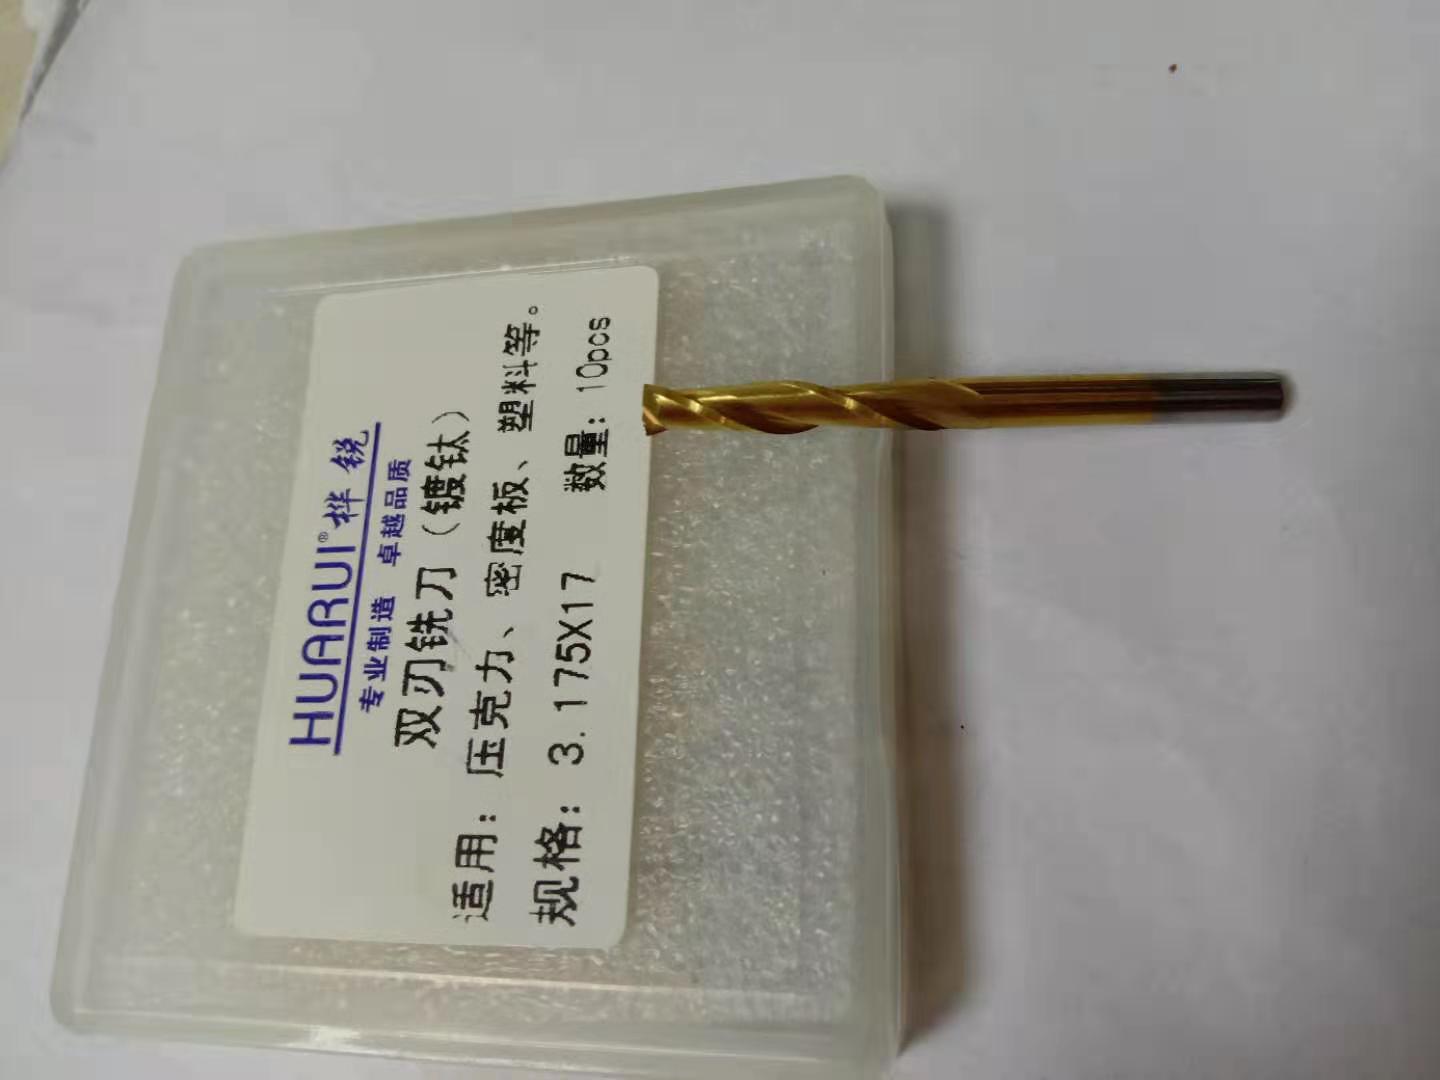 HUARUI® 桦锐
专业制造 卓越品质
双刃铣刀（镀钛）
适用：压克力、密度板、塑料等。
规格：3.175X17 数量：10pcs